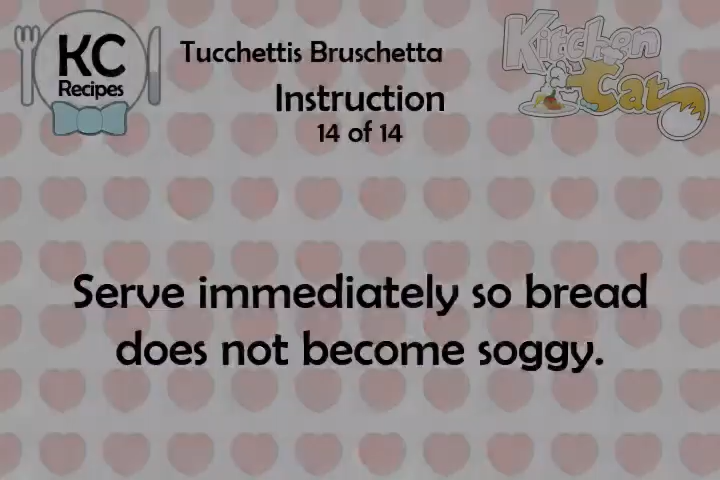 KC
Recipes
Tucchettis Bruschetta
Kitchen
Cat
Instruction
14 of 14
Serve immediately so bread
does not become soggy.